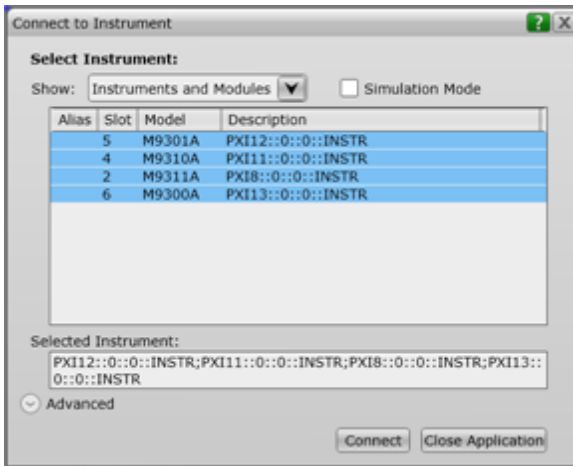 Connect to Instrument ? X
Select Instrument:
Show: Instruments and Modules Simulation Mode
Alias Slot Model Description
5 M9301A PXI12::0::0::INSTR
4 M9310A PXI11::0::0::INSTR
2 M9311A PXI8::0::0::INSTR
6 M9300A PXI13::0::0::INSTR
Selected Instrument:
PXI12::0::0::INSTR;PXI11::0::0::INSTR;PXI8::0::0::INSTR;PXI13::
0::0::INSTR
Advanced
Connect Close Application